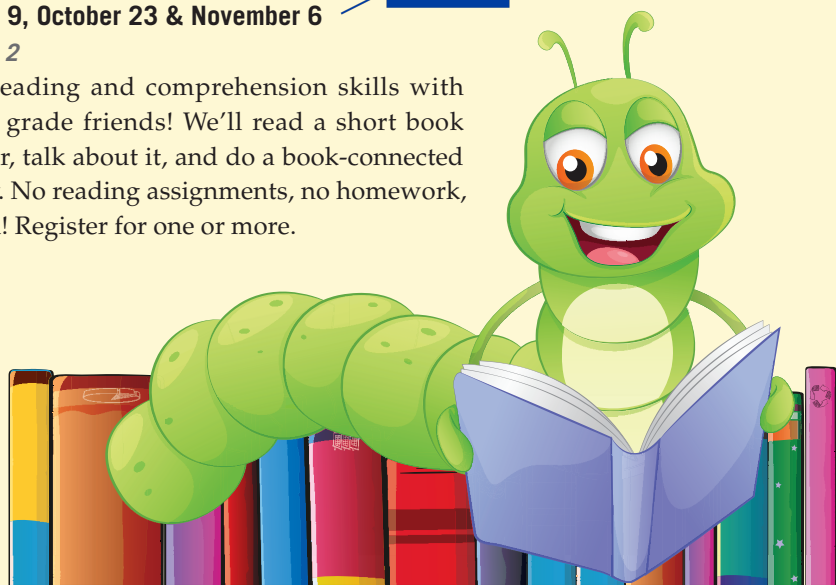 9, October 23 & November 6
2
eading and comprehension skills with
grade friends! We'll read a short book
r, talk about it, and do a book-connected
. No reading assignments, no homework,
! Register for one or more.